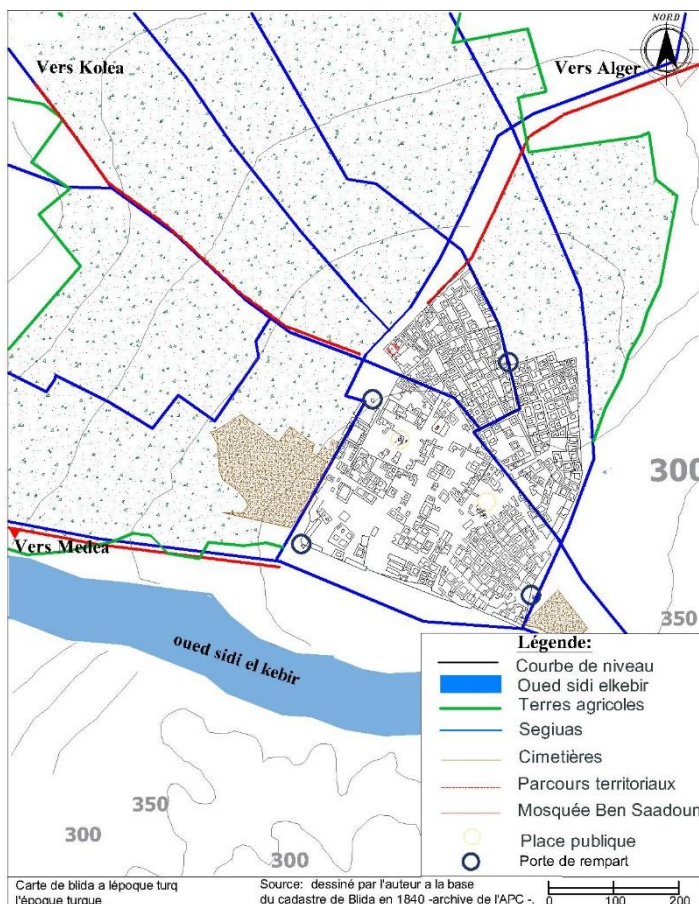 NORD
Vers Kolea
Vers Alger
300
Vers Medea
350
oued sidi el kebir
Légende:
Courbe de niveau
Oued sidi elkebir
Terres agricoles
Segiuas
Cimetières
Parcours territoriaux
Mosquée Ben Saadoun
Place publique
Porte de rempart
350
300
300
Carte de blida a lépoque turq
l'époque turque
Source: dessiné par l'auteur a la base
du cadastre de Blida en 1840 -archive de l'APC -.
0 100 200